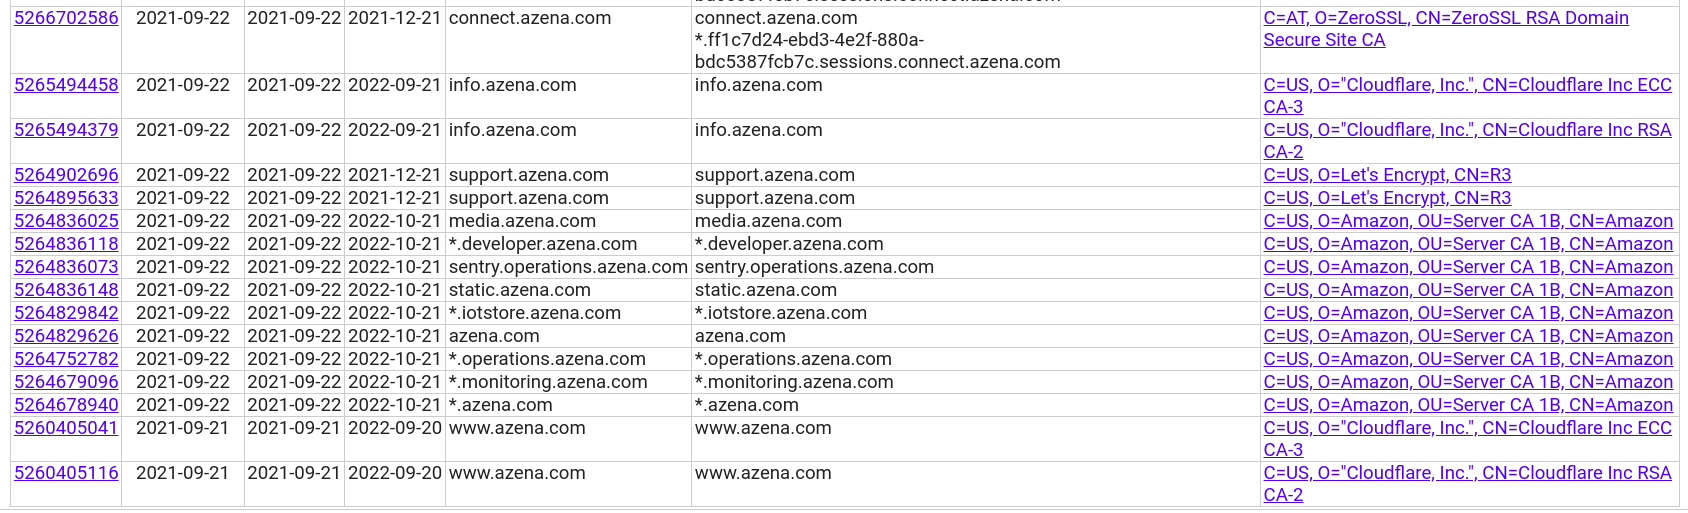 5266702586 2021-09-22 2021-09-22 2021-12-21 connect.azena.com connect.azena.com C=AT, O=ZeroSSL, CN=ZeroSSL RSA Domain
*.ff1c7d24-ebd3-4e2f-880a- Secure Site CA
bdc5387fcb7c.sessions.connect.azena.com
5265494458 2021-09-22 2021-09-22 2022-09-21 info.azena.com info.azena.com C=US, O="Cloudflare, Inc.", CN=Cloudflare Inc ECC
CA-3
5265494379 2021-09-22 2021-09-22 2022-09-21 info.azena.com info.azena.com C=US, O="Cloudflare, Inc.", CN=Cloudflare Inc RSA
CA-2
5264902696 2021-09-22 2021-09-22 2021-12-21 support.azena.com support.azena.com C=US, O=Let's Encrypt, CN=R3
5264895633 2021-09-22 2021-09-22 2021-12-21 support.azena.com support.azena.com C=US, O=Let's Encrypt, CN=R3
5264836025 2021-09-22 2021-09-22 2022-10-21 media.azena.com media.azena.com C=US, O=Amazon, OU=Server CA 1B, CN=Amazon
5264836118 2021-09-22 2021-09-22 2022-10-21 *.developer.azena.com *.developer.azena.com C=US, O=Amazon, OU=Server CA 1B, CN=Amazon
5264836073 2021-09-22 2021-09-22 2022-10-21 sentry.operations.azena.com sentry.operations.azena.com C=US, O=Amazon, OU=Server CA 1B, CN=Amazon
5264836148 2021-09-22 2021-09-22 2022-10-21 static.azena.com static.azena.com C=US, O=Amazon, OU=Server CA 1B, CN=Amazon
5264829842 2021-09-22 2021-09-22 2022-10-21 *.iotstore.azena.com *.iotstore.azena.com C=US, O=Amazon, OU=Server CA 1B, CN=Amazon
5264829626 2021-09-22 2021-09-22 2022-10-21 azena.com azena.com C=US, O=Amazon, OU=Server CA 1B, CN=Amazon
5264752782 2021-09-22 2021-09-22 2022-10-21 *.operations.azena.com *.operations.azena.com C=US, O=Amazon, OU=Server CA 1B, CN=Amazon
5264679096 2021-09-22 2021-09-22 2022-10-21 *.monitoring.azena.com *.monitoring.azena.com C=US, O=Amazon, OU=Server CA 1B, CN=Amazon
5264678940 2021-09-22 2021-09-22 2022-10-21 *.azena.com *.azena.com C=US, O=Amazon, OU=Server CA 1B, CN=Amazon
5260405041 2021-09-21 2021-09-21 2022-09-20 www.azena.com www.azena.com C=US, O="Cloudflare, Inc.", CN=Cloudflare Inc ECC
CA-3
5260405116 2021-09-21 2021-09-21 2022-09-20 www.azena.com www.azena.com C=US, O="Cloudflare, Inc.", CN=Cloudflare Inc RSA
CA-2